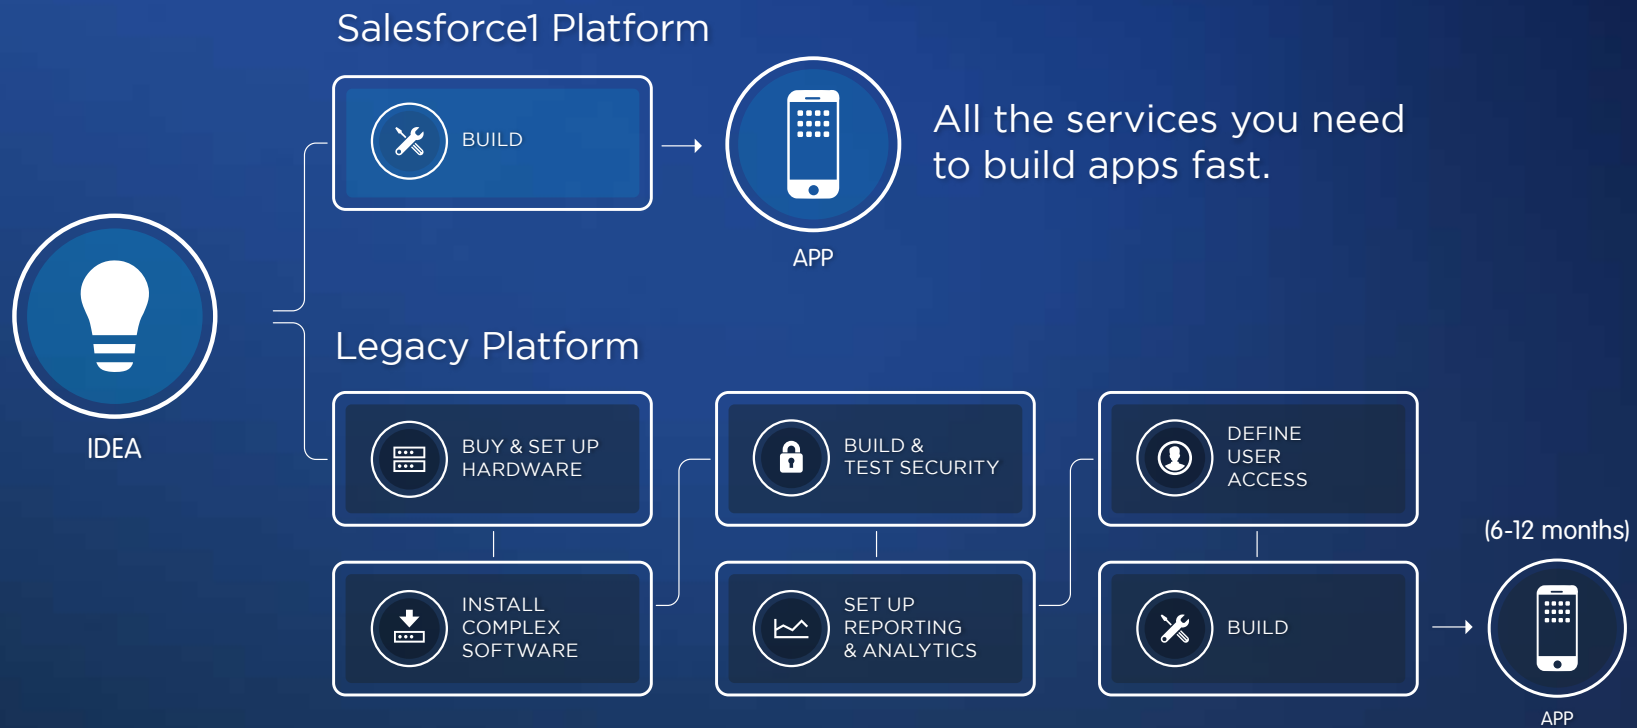 Salesforce1 Platform
BUILD
APP
All the services you need
to build apps fast.
IDEA
Legacy Platform
BUY & SET UP
HARDWARE
INSTALL
COMPLEX
SOFTWARE
BUILD &
TEST SECURITY
SET UP
REPORTING
& ANALYTICS
DEFINE
USER
ACCESS
BUILD
(6-12 months)
APP